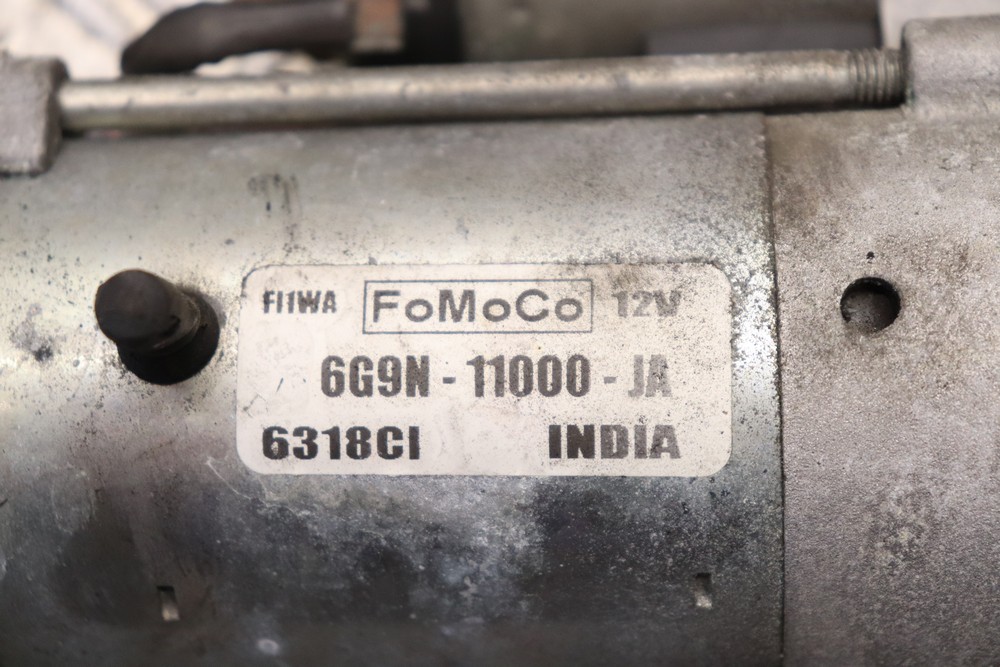 FI1WA FoMoCo 12V
6G9N - 11000 - JA
6318CI INDIA